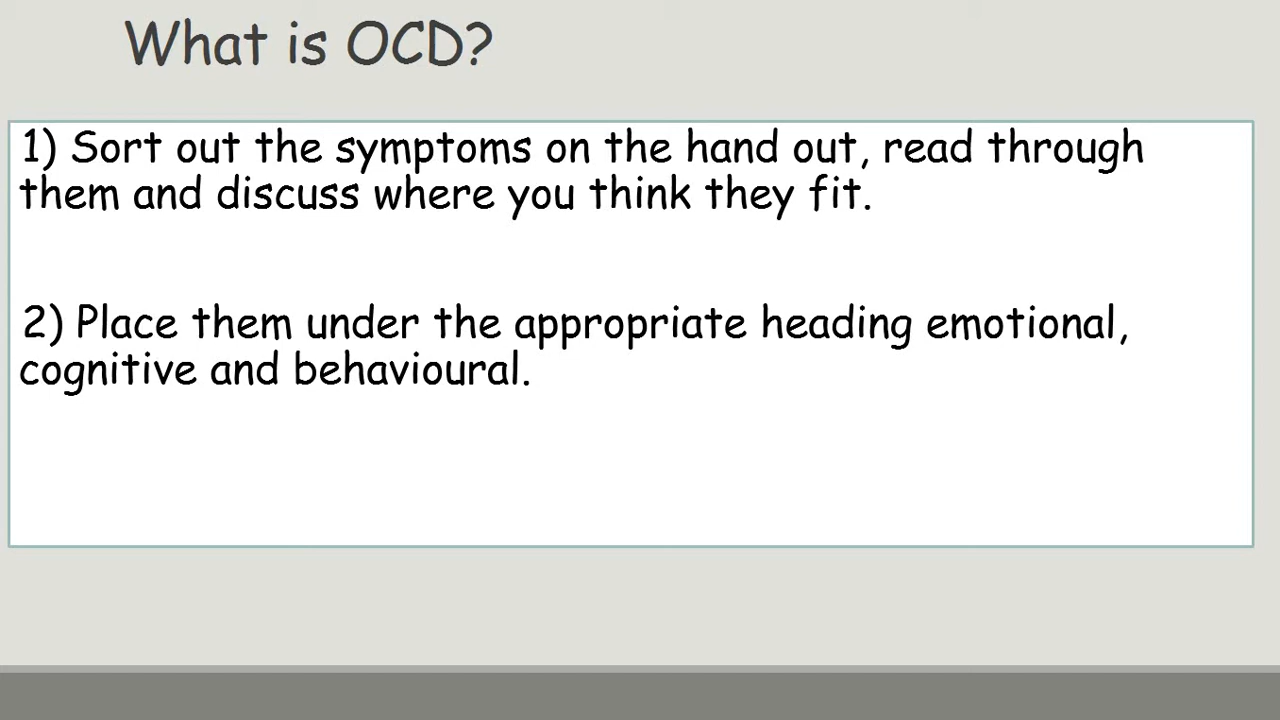 What is OCD?
1) Sort out the symptoms on the hand out, read through
them and discuss where you think they fit.
2) Place them under the appropriate heading emotional,
cognitive and behavioural.